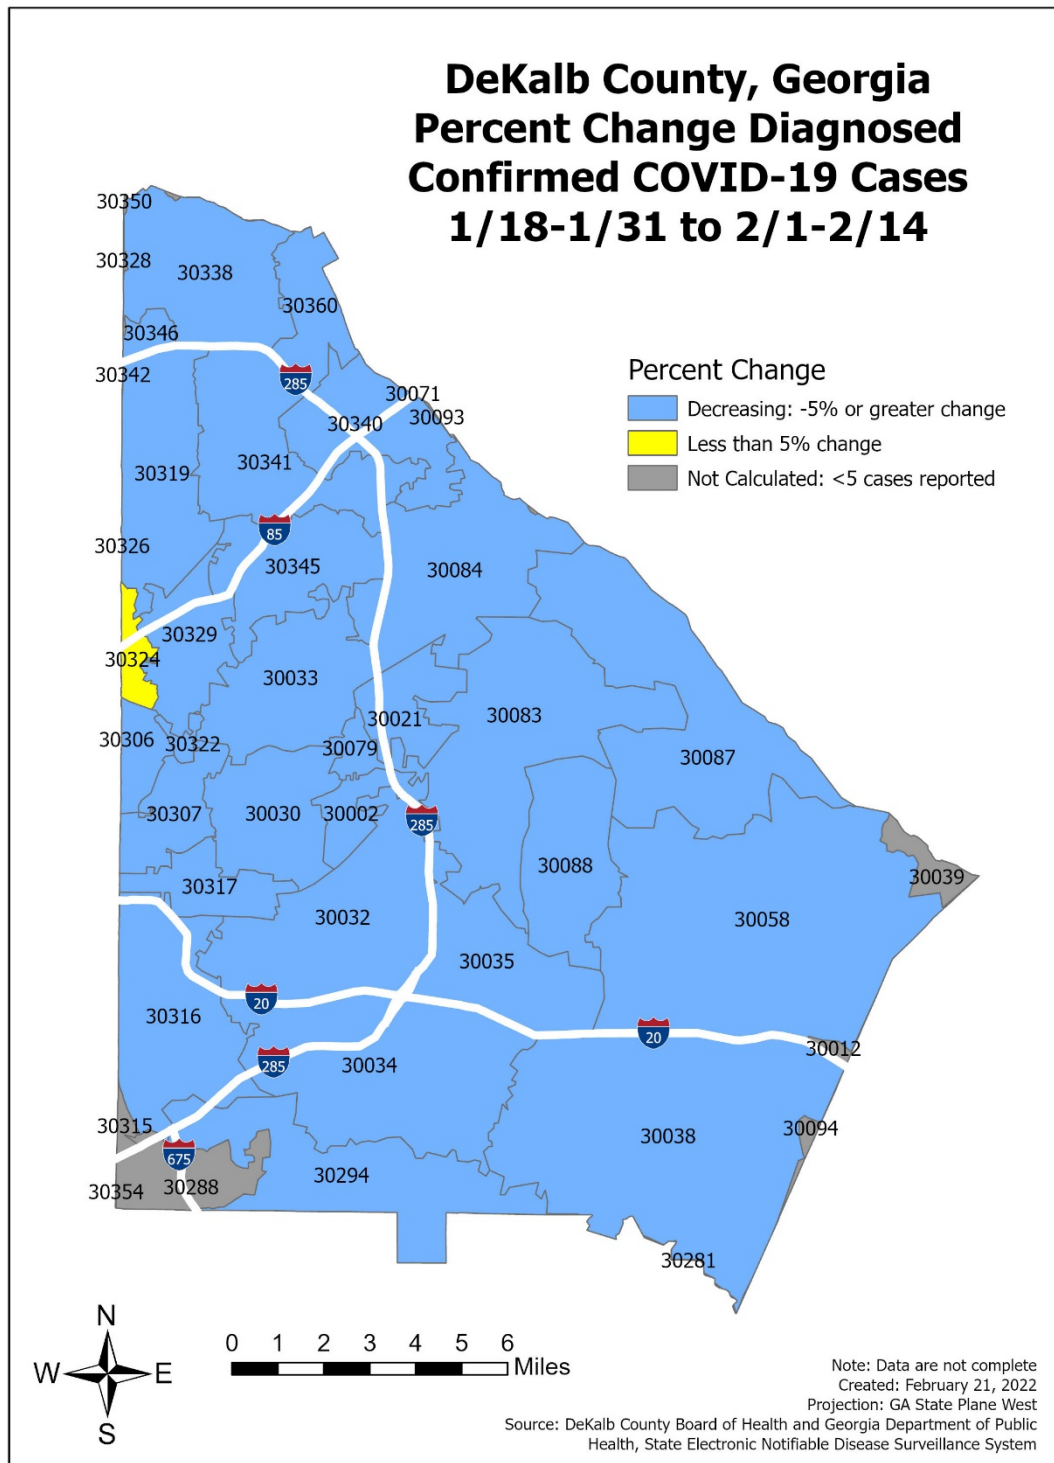 DeKalb County, Georgia
Percent Change Diagnosed
Confirmed COVID-19 Cases
1/18-1/31 to 2/1-2/14
30350
30328
30338
30360
30346
30342
285
Percent Change
Decreasing: -5% or greater change
Less than 5% change
Not Calculated: <5 cases reported
30071
30093
30340
30341
30319
85
30326
30345
30084
30329
30324
30033
30083
30021
30306
30322
30079
30087
30307
30030
30002
285
30088
30039
30317
30032
30058
30035
20
30316
20
30012
285
30034
30315
30038
30094
675
30354
30288
30294
30281
N
W
E
S
0 1 2 3 4 5 6
Miles
Note: Data are not complete
Created: February 21, 2022
Projection: GA State Plane West
Source: DeKalb County Board of Health and Georgia Department of Public
Health, State Electronic Notifiable Disease Surveillance System